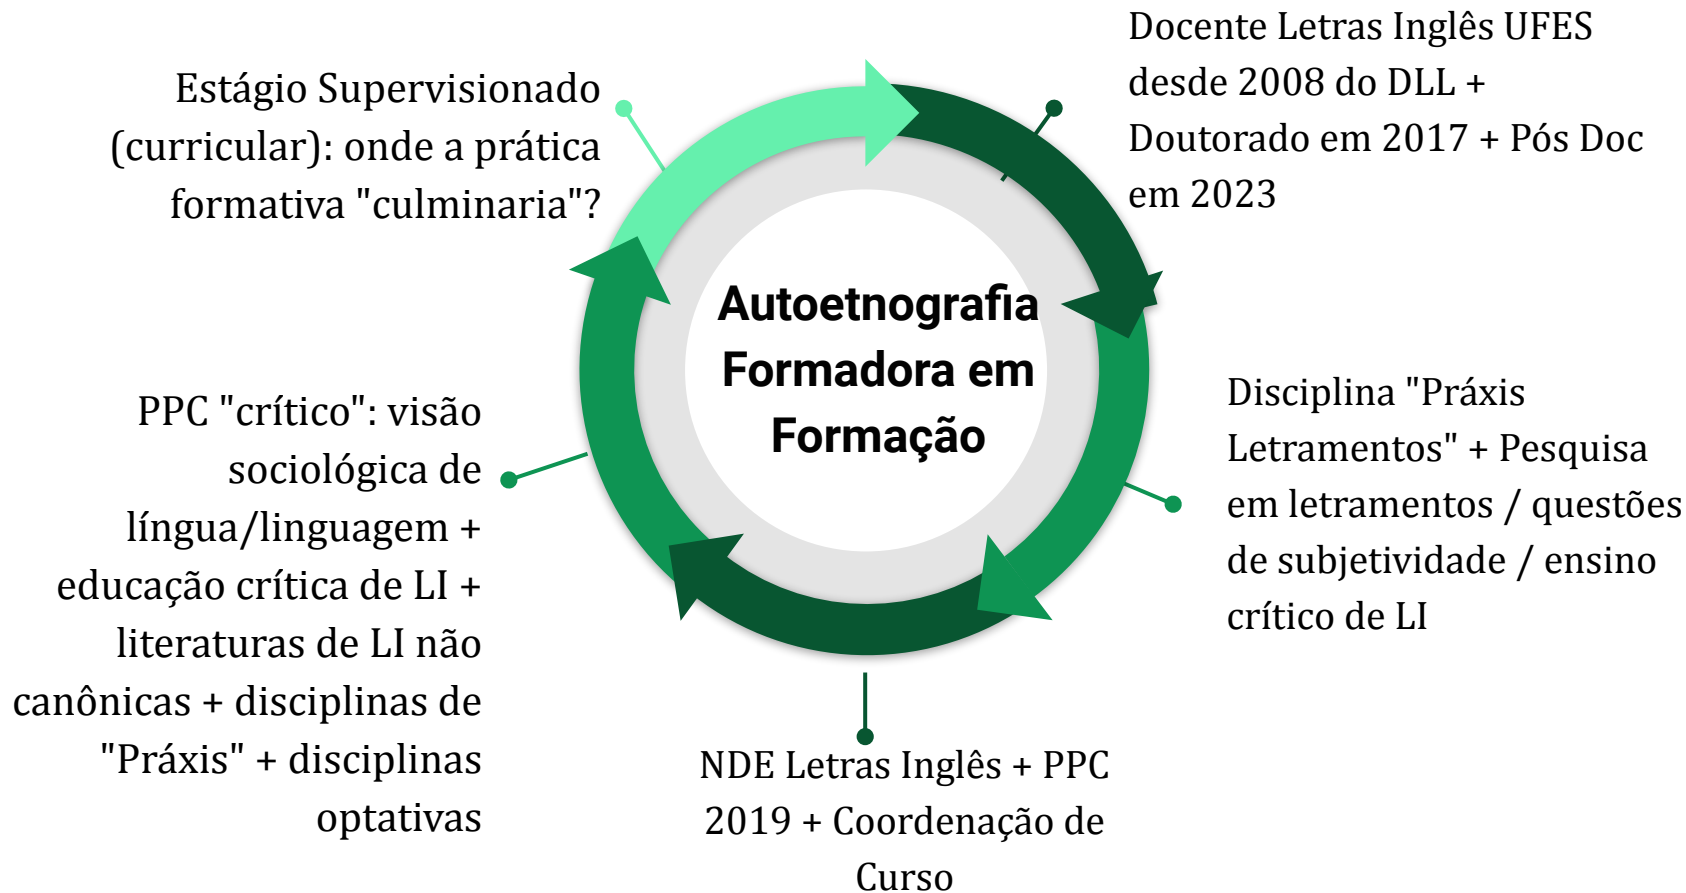 Autoetnografia
Formadora em
Formação
Docente Letras Inglês UFES
desde 2008 do DLL +
Doutorado em 2017 + Pós Doc
em 2023
Disciplina "Práxis
Letramentos" + Pesquisa
em letramentos / questões
de subjetividade / ensino
crítico de LI
NDE Letras Inglês + PPC
2019 + Coordenação de
Curso
PPC "crítico": visão
sociológica de
língua/linguagem +
educação crítica de LI +
literaturas de LI não
canônicas + disciplinas de
"Práxis" + disciplinas
optativas
Estágio Supervisionado
(curricular): onde a prática
formativa "culminaria"?